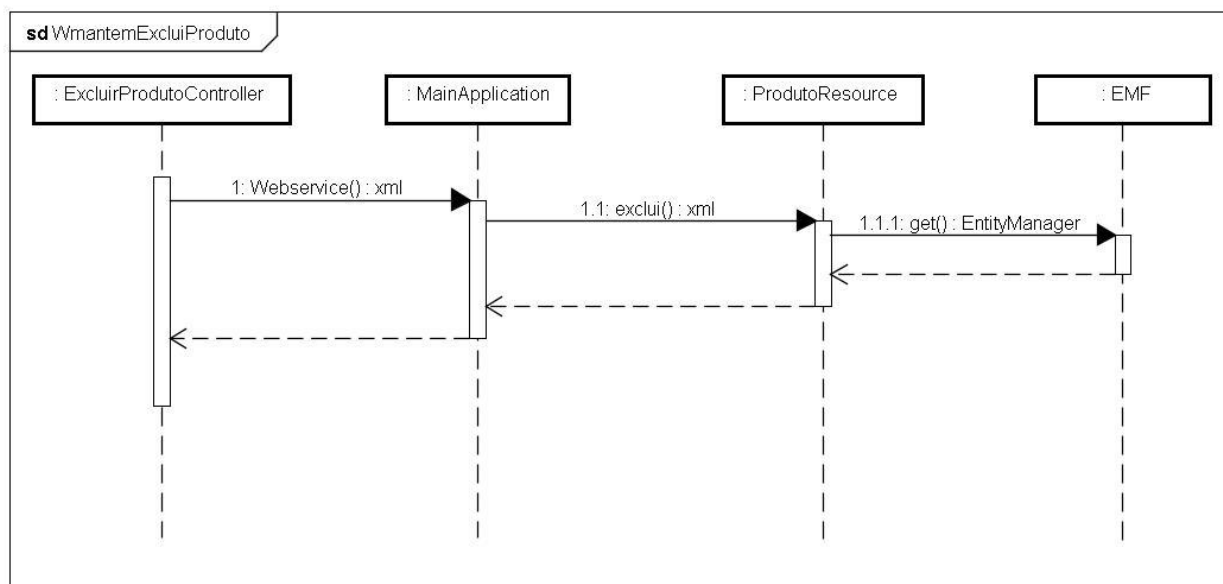 sd WmantemExcluiProduto
: ExcluirProdutoController
: MainApplication
: ProdutoResource
: EMF
1: Webservice() : xml
1.1: exclui() : xml
1.1.1: get() : EntityManager